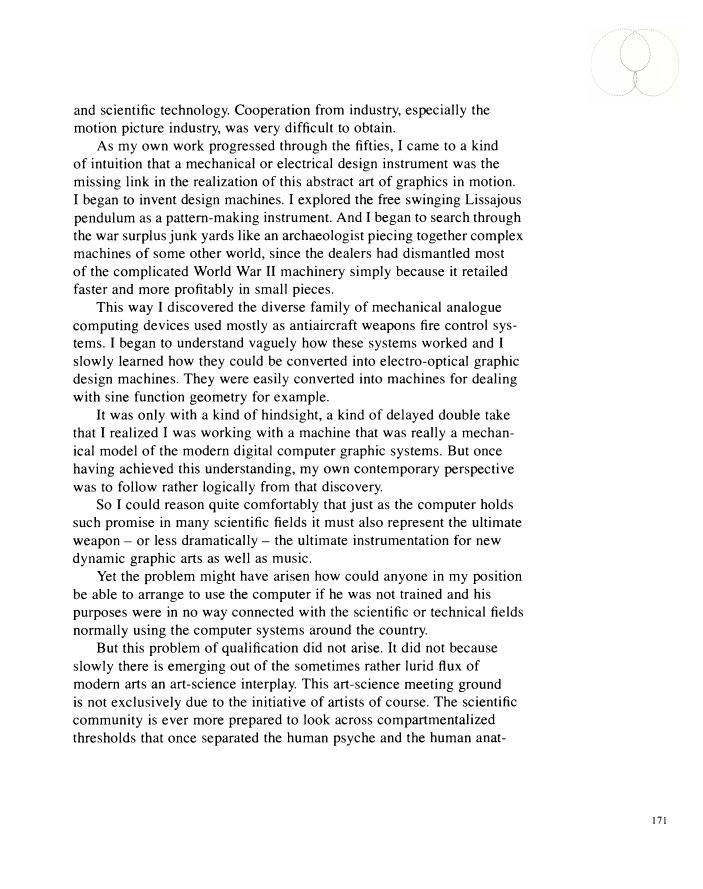 and scientific technology. Cooperation from industry, especially the
motion picture industry, was very difficult to obtain.
As my own work progressed through the fifties, I came to a kind
of intuition that a mechanical or electrical design instrument was the
missing link in the realization of this abstract art of graphics in motion.
I began to invent design machines. I explored the free swinging Lissajous
pendulum as a pattern-making instrument. And I began to search through
the war surplus junk yards like an archaeologist piecing together complex
machines of some other world, since the dealers had dismantled most
of the complicated World War II machinery simply because it retailed
faster and more profitably in small pieces.
This way I discovered the diverse family of mechanical analogue
computing devices used mostly as antiaircraft weapons fire control sys-
tems. I began to understand vaguely how these systems worked and I
slowly learned how they could be converted into electro-optical graphic
design machines. They were easily converted into machines for dealing
with sine function geometry for example.
It was only with a kind of hindsight, a kind of delayed double take
that I realized I was working with a machine that was really a mechan-
ical model of the modern digital computer graphic systems. But once
having achieved this understanding, my own contemporary perspective
was to follow rather logically from that discovery.
So I could reason quite comfortably that just as the computer holds
such promise in many scientific fields it must also represent the ultimate
weapon – or less dramatically – the ultimate instrumentation for new
dynamic graphic arts as well as music.
Yet the problem might have arisen how could anyone in my position
be able to arrange to use the computer if he was not trained and his
purposes were in no way connected with the scientific or technical fields
normally using the computer systems around the country.
But this problem of qualification did not arise. It did not because
slowly there is emerging out of the sometimes rather lurid flux of
modern arts an art-science interplay. This art-science meeting ground
is not exclusively due to the initiative of artists of course. The scientific
community is ever more prepared to look across compartmentalized
thresholds that once separated the human psyche and the human anat-
171